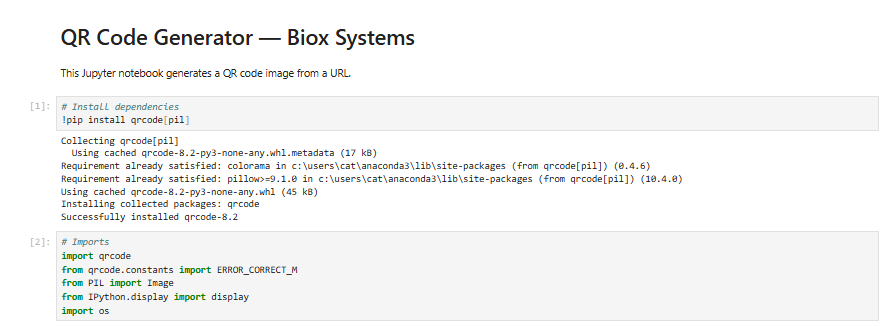 QR Code Generator — Biox Systems
This Jupyter notebook generates a QR code image from a URL.
[1]: # Install dependencies
!pip install qrcode[pil]
Collecting qrcode[pil]
  Using cached qrcode-8.2-py3-none-any.whl.metadata (17 kB)
Requirement already satisfied: colorama in c:\users\cat\anaconda3\lib\site-packages (from qrcode[pil]) (0.4.6)
Requirement already satisfied: pillow>=9.1.0 in c:\users\cat\anaconda3\lib\site-packages (from qrcode[pil]) (10.4.0)
Using cached qrcode-8.2-py3-none-any.whl (45 kB)
Installing collected packages: qrcode
Successfully installed qrcode-8.2
[2]: # Imports
import qrcode
from qrcode.constants import ERROR_CORRECT_M
from PIL import Image
from IPython.display import display
import os